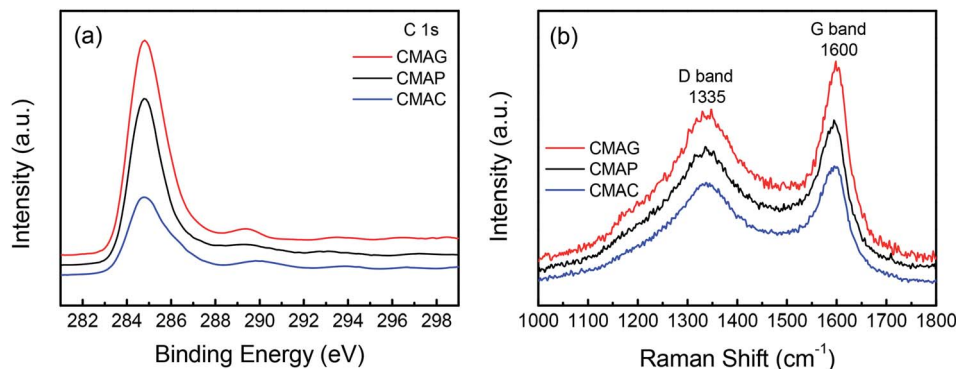 (a)
C 1s
CMAG
CMAP
CMAC
Intensity (a.u.)
282 284 286 288 290 292 294 296 298
Binding Energy (eV)
(b)
G band
1600
D band
1335
CMAG
CMAP
CMAC
Intensity (a.u.)
1000 1100 1200 1300 1400 1500 1600 1700 1800
Raman Shift (cm⁻¹)